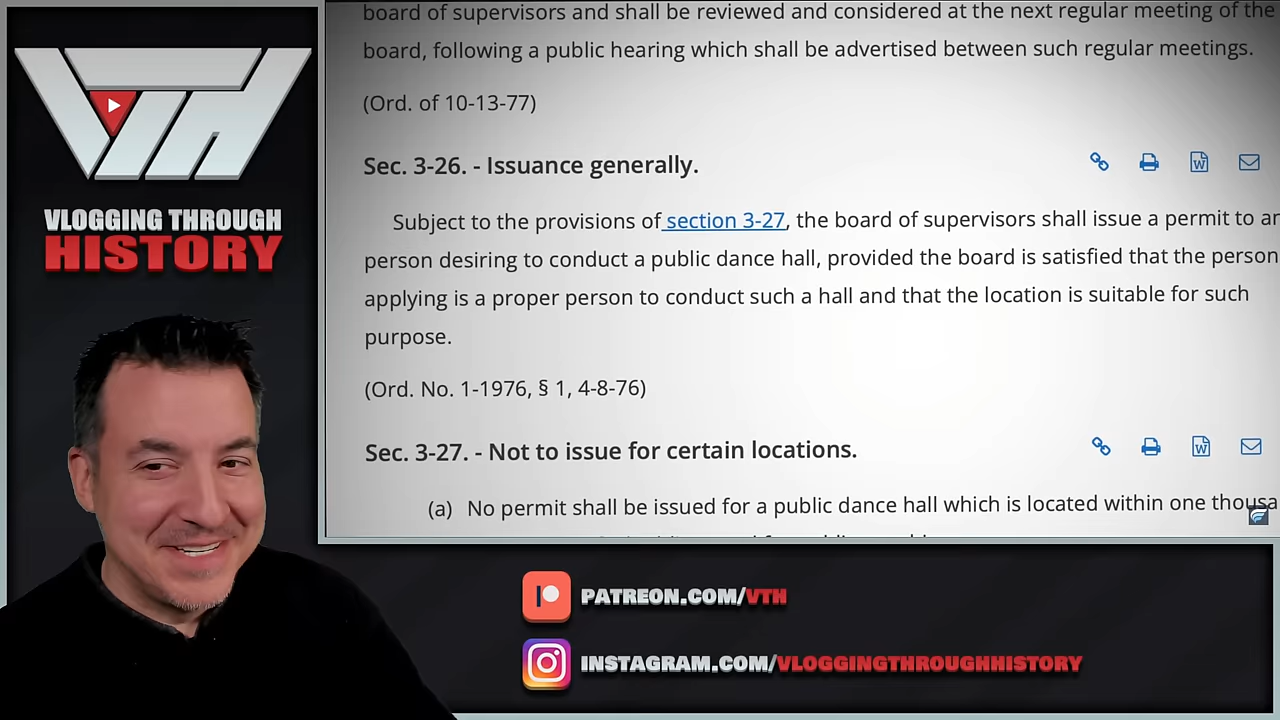 VTH
VLOGGING THROUGH
HISTORY
board of supervisors and shall be reviewed and considered at the next regular meeting of the
board, following a public hearing which shall be advertised between such regular meetings.
(Ord. of 10-13-77)
Sec. 3-26. - Issuance generally.
Subject to the provisions of section 3-27, the board of supervisors shall issue a permit to
person desiring to conduct a public dance hall, provided the board is satisfied that the person
applying is a proper person to conduct such a hall and that the location is suitable for such
purpose.
(Ord. No. 1-1976, § 1, 4-8-76)
Sec. 3-27. - Not to issue for certain locations.
(a) No permit shall be issued for a public dance hall which is located within one
PATREON.COM/VTH
INSTAGRAM.COM/VLOGGINGTHROUGHHISTORY